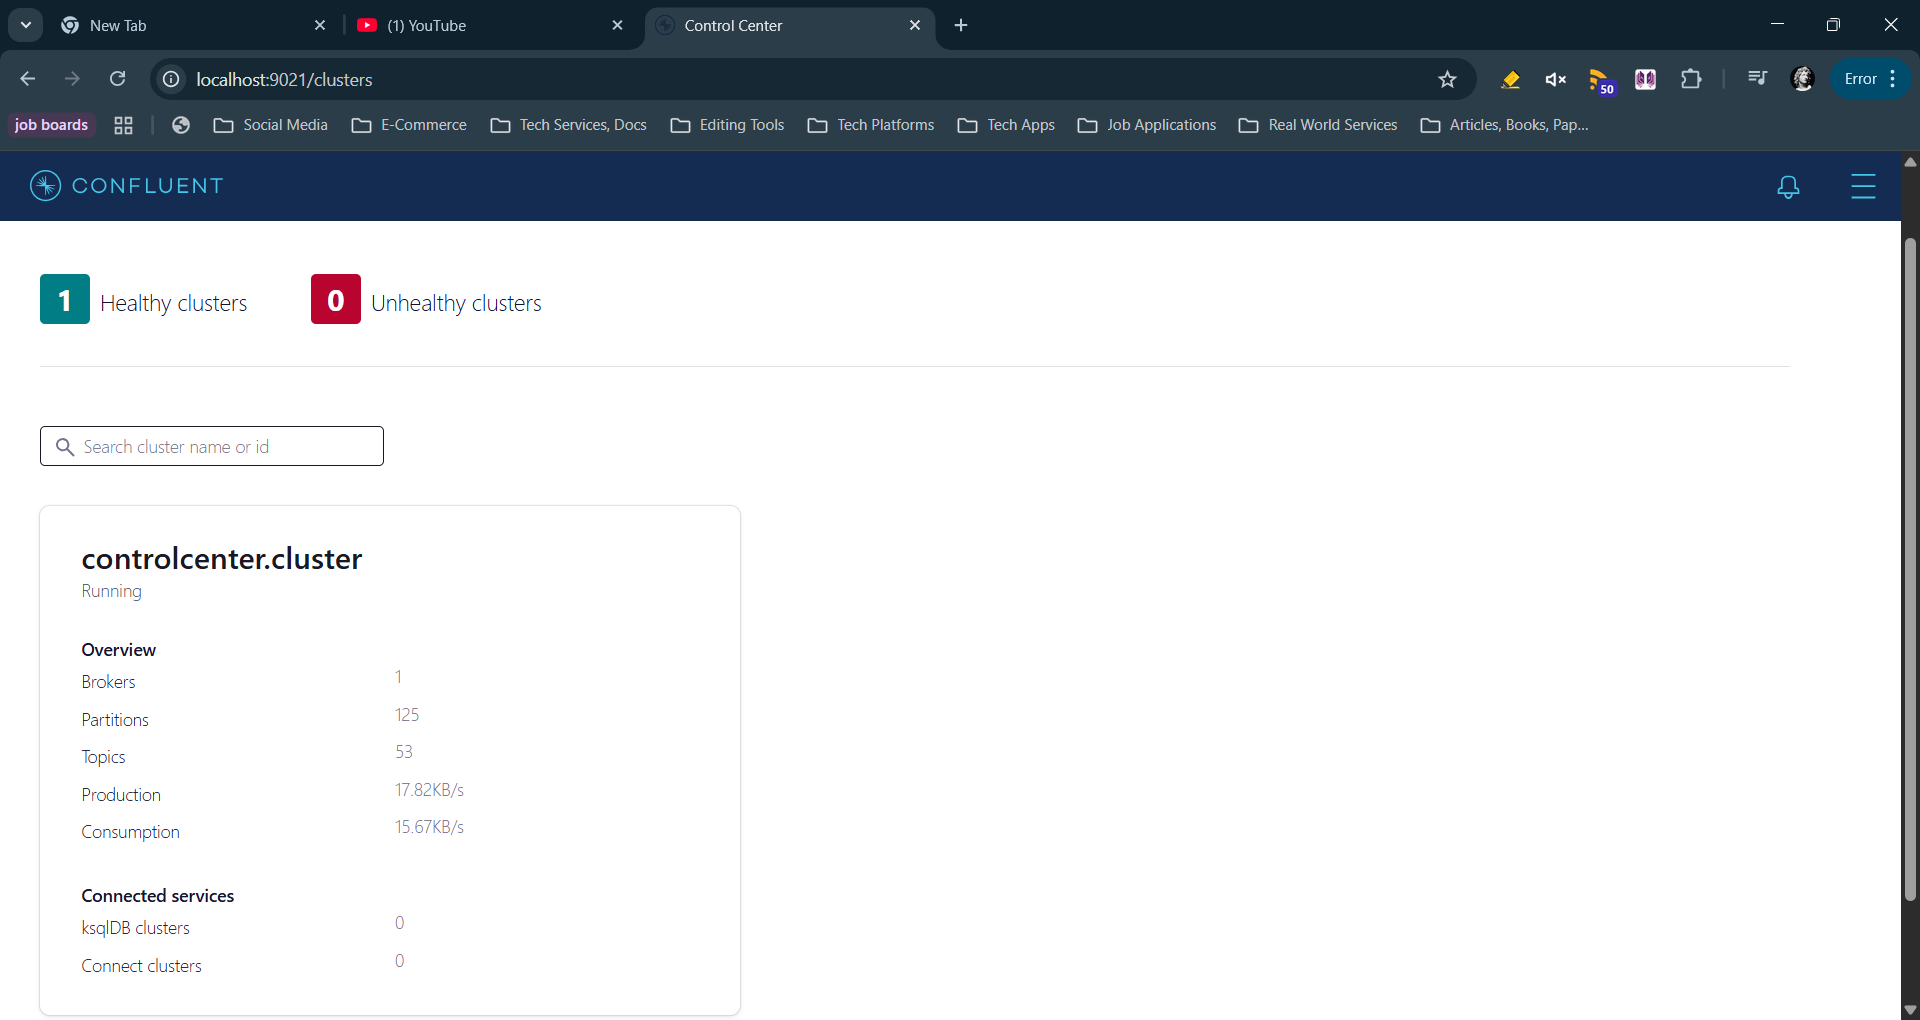 New Tab
(1) YouTube
Control Center
localhost:9021/clusters
50
Error
job boards
Social Media
E-Commerce
Tech Services, Docs
Editing Tools
Tech Platforms
Tech Apps
Job Applications
Real World Services
Articles, Books, Pap...
CONFLUENT
1 Healthy clusters
0 Unhealthy clusters
Search cluster name or id
controlcenter.cluster
Running
Overview
Brokers 1
Partitions 125
Topics 53
Production 17.82KB/s
Consumption 15.67KB/s
Connected services
ksqlDB clusters 0
Connect clusters 0